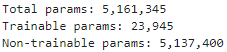 Total params: 5,161,345
Trainable params: 23,945
Non-trainable params: 5,137,400